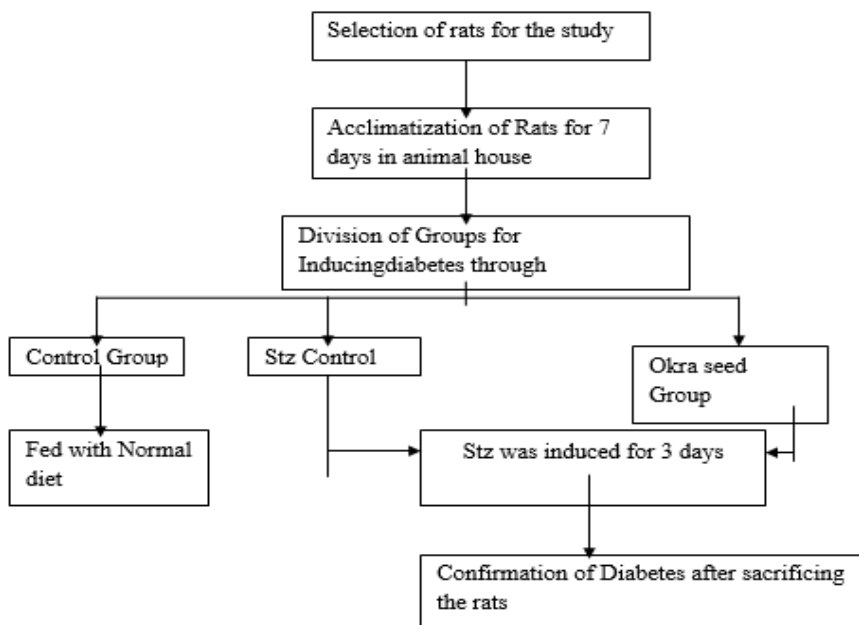 Selection of rats for the study
Acclimatization of Rats for 7
days in animal house
Division of Groups for
Inducingdiabetes through
Control Group
Stz Control
Okra seed
Group
Fed with Normal
diet
Stz was induced for 3 days
Confirmation of Diabetes after sacrificing
the rats